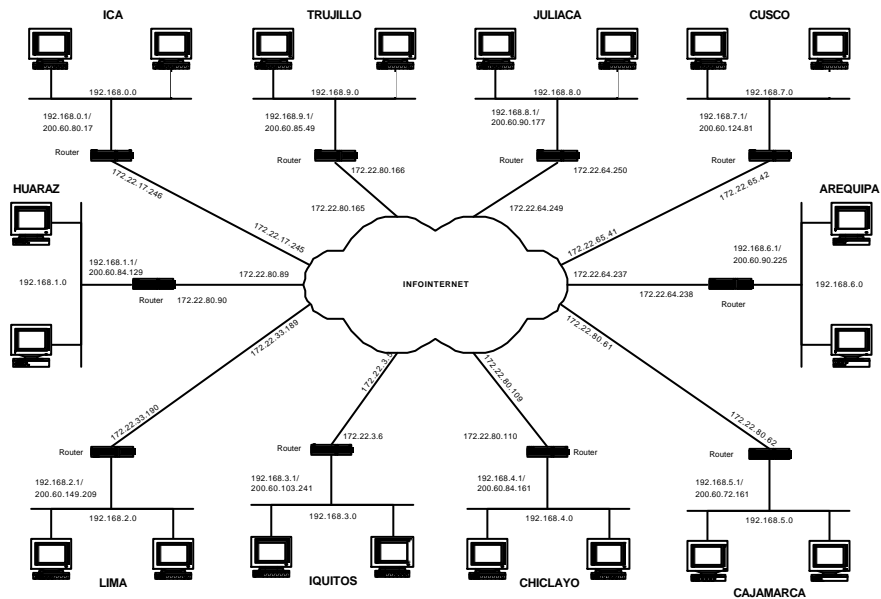 ICA
TRUJILLO
JULIACA
CUSCO
192.168.0.0
192.168.9.0
192.168.8.0
192.168.7.0
192.168.0.1/
200.60.80.17
192.168.9.1/
200.60.85.49
192.168.8.1/
200.60.90.177
192.168.7.1/
200.60.124.81
Router
Router
Router
Router
172.22.17.246
172.22.80.166
172.22.64.250
172.22.65.42
HUARAZ
AREQUIPA
172.22.80.165
172.22.64.249
172.22.17.245
172.22.65.41
192.168.1.1/
200.60.84.129
192.168.6.1/
200.60.90.225
192.168.1.0
172.22.80.89
INFOINTERNET
172.22.64.237
192.168.6.0
Router
172.22.80.90
172.22.64.238
Router
172.22.33.189
172.22.3.5
172.22.80.109
172.22.80.61
172.22.33.190
172.22.3.6
172.22.80.110
172.22.80.62
Router
Router
Router
Router
192.168.2.1/
200.60.149.209
192.168.3.1/
200.60.103.241
192.168.4.1/
200.60.84.161
192.168.5.1/
200.60.72.161
192.168.2.0
192.168.3.0
192.168.4.0
192.168.5.0
LIMA
IQUITOS
CHICLAYO
CAJAMARCA